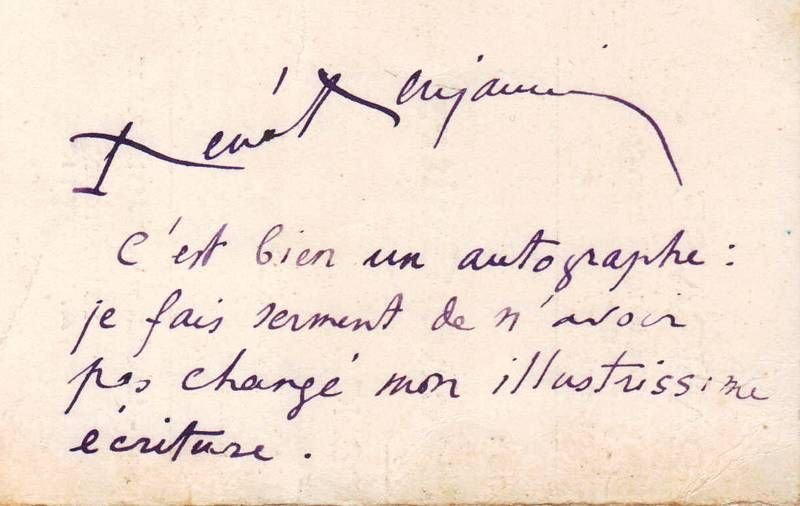 René Benjamin
C'est bien un autographe :
je fais serment de n'avoir
pas changé mon illustrissime
écriture .